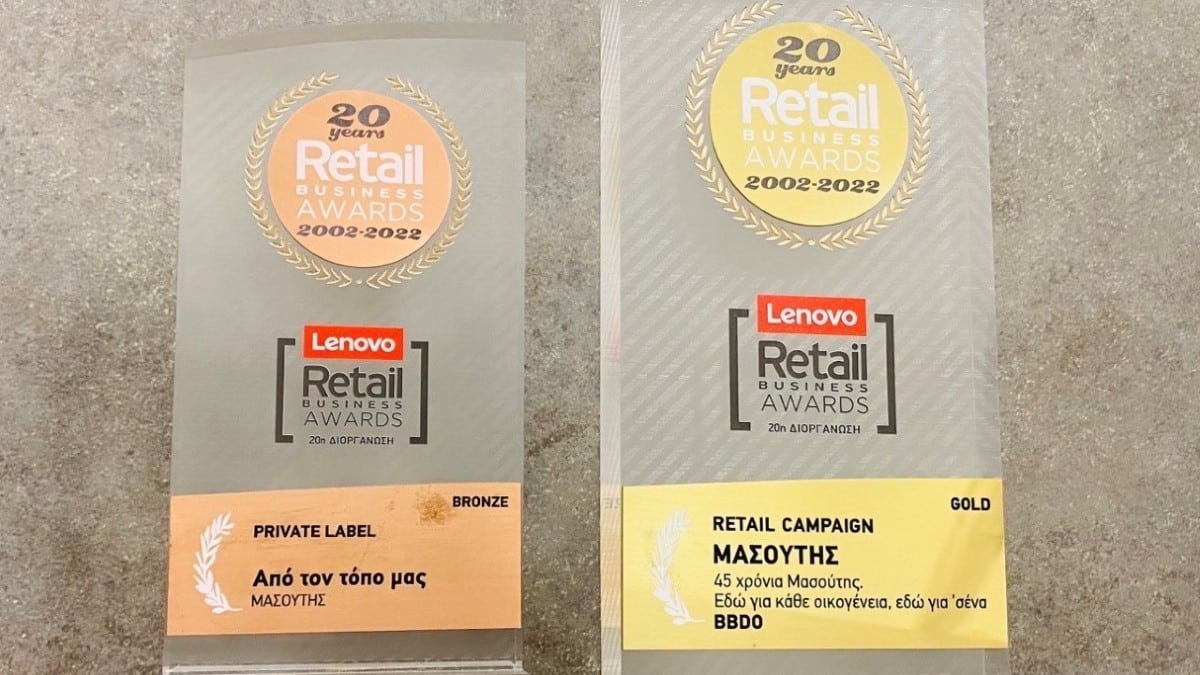 20
years
Retail
BUSINESS
AWARDS
2002-2022
Lenovo
Retail
BUSINESS
AWARDS
20η ΔΙΟΡΓΑΝΩΣΗ
BRONZE
PRIVATE LABEL
Από τον τόπο μας
ΜΑΣΟΥΤΗΣ
20
years
Retail
BUSINESS
AWARDS
2002-2022
Lenovo
Retail
BUSINESS
AWARDS
20η ΔΙΟΡΓΑΝΩΣΗ
GOLD
RETAIL CAMPAIGN
ΜΑΣΟΥΤΗΣ
45 χρόνια Μασούτης.
Εδώ για κάθε οικογένεια, εδώ για 'σένα
BBDO